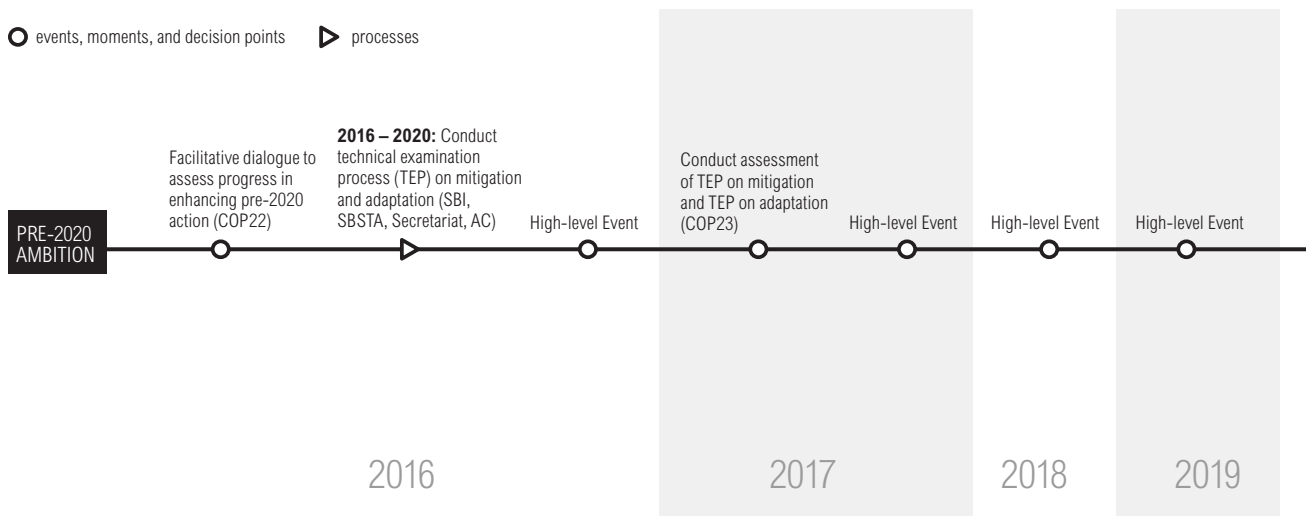 events, moments, and decision points
processes
Facilitative dialogue to
assess progress in
enhancing pre-2020
action (COP22)
2016 – 2020: Conduct
technical examination
process (TEP) on mitigation
and adaptation (SBI,
SBSTA, Secretariat, AC)
High-level Event
Conduct assessment
of TEP on mitigation
and TEP on adaptation
(COP23)
High-level Event
High-level Event
High-level Event
PRE-2020
AMBITION
2016
2017
2018
2019